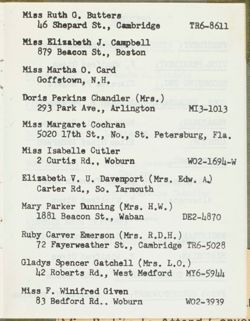 Miss Ruth G. Butters
46 Shepard St., Cambridge TR6-8611
Miss Elizabeth J. Campbell
879 Beacon St., Boston
Miss Martha O. Card
Goffstown, N.H.
Doris Perkins Chandler (Mrs.)
293 Park Ave., Arlington MI3-1013
Miss Margaret Cochran
5020 17th St., No., St. Petersburg, Fla.
Miss Isabelle Cutler
2 Curtis Rd., Woburn WO2-1694-W
Elizabeth V. U. Davenport (Mrs. Edw. A.)
Carter Rd., So. Yarmouth
Mary Parker Dunning (Mrs. H.W.)
1881 Beacon St., Waban DE2-4870
Ruby Carver Emerson (Mrs. R.D.H.)
72 Fayerweather St., Cambridge TR6-5028
Gladys Spencer Gatchell (Mrs. L.O.)
42 Roberts Rd., West Medford MY6-5944
Miss F. Winifred Given
83 Bedford Rd.. Woburn WO2-3939